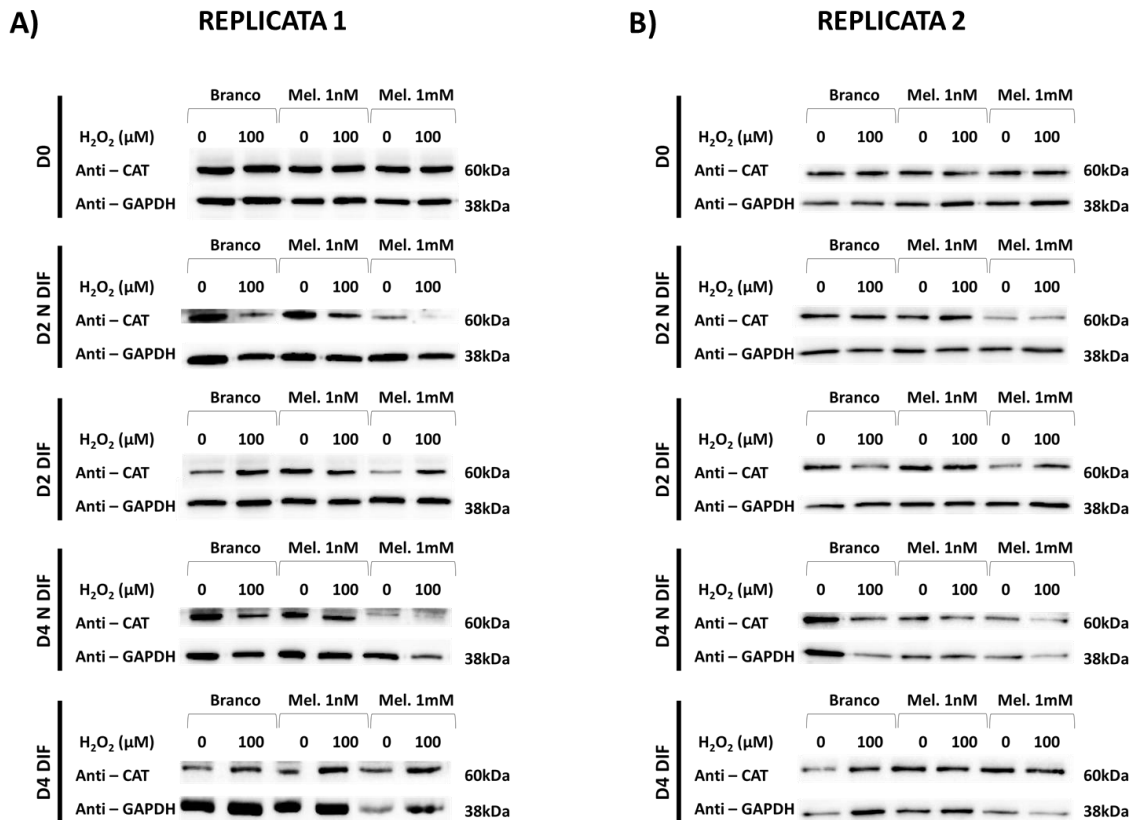 A) REPLICATA 1
D0
Branco Mel. 1nM Mel. 1mM
H₂O₂ (µM) 0 100 0 100 0 100
Anti – CAT 60kDa
Anti – GAPDH 38kDa
D2 N DIF
Branco Mel. 1nM Mel. 1mM
H₂O₂ (µM) 0 100 0 100 0 100
Anti – CAT 60kDa
Anti – GAPDH 38kDa
D2 DIF
Branco Mel. 1nM Mel. 1mM
H₂O₂ (µM) 0 100 0 100 0 100
Anti – CAT 60kDa
Anti – GAPDH 38kDa
D4 N DIF
Branco Mel. 1nM Mel. 1mM
H₂O₂ (µM) 0 100 0 100 0 100
Anti – CAT 60kDa
Anti – GAPDH 38kDa
D4 DIF
Branco Mel. 1nM Mel. 1mM
H₂O₂ (µM) 0 100 0 100 0 100
Anti – CAT 60kDa
Anti – GAPDH 38kDa
B) REPLICATA 2
D0
Branco Mel. 1nM Mel. 1mM
H₂O₂ (µM) 0 100 0 100 0 100
Anti – CAT 60kDa
Anti – GAPDH 38kDa
D2 N DIF
Branco Mel. 1nM Mel. 1mM
H₂O₂ (µM) 0 100 0 100 0 100
Anti – CAT 60kDa
Anti – GAPDH 38kDa
D2 DIF
Branco Mel. 1nM Mel. 1mM
H₂O₂ (µM) 0 100 0 100 0 100
Anti – CAT 60kDa
Anti – GAPDH 38kDa
D4 N DIF
Branco Mel. 1nM Mel. 1mM
H₂O₂ (µM) 0 100 0 100 0 100
Anti – CAT 60kDa
Anti – GAPDH 38kDa
D4 DIF
Branco Mel. 1nM Mel. 1mM
H₂O₂ (µM) 0 100 0 100 0 100
Anti – CAT 60kDa
Anti – GAPDH 38kDa